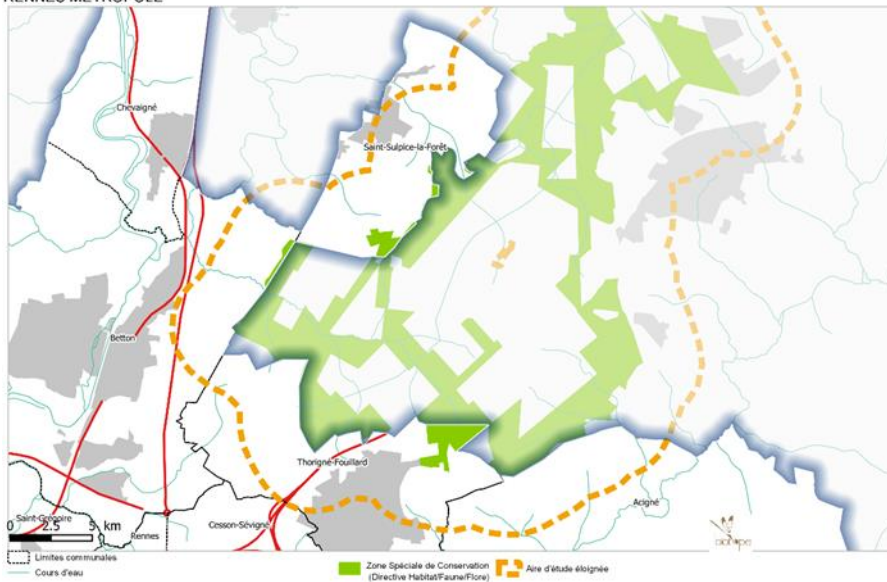 RENNES METROPOLE
Chevaigné
Saint-Sulpice-la-Forêt
Betton
Thorigné-Fouillard
Saint-Grégoire
Rennes
Cesson-Sévigné
Acigné
0 2.5 5 km
Limites communales
Cours d'eau
Zone Spéciale de Conservation
(Directive Habitat/Faune/Flore)
Aire d'étude éloignée